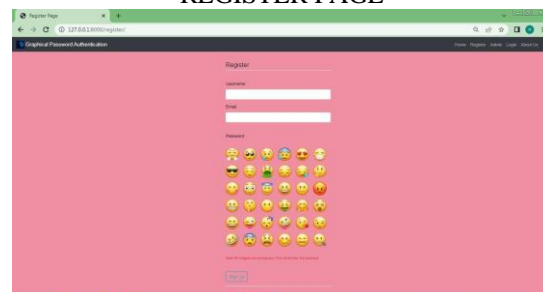 REGISTER PAGE
Register Page
127.0.0.1:8000/register/
Graphical Password Authentication
Home Register Admin Login About Us
Register
Username
Email
Password
Sign Up